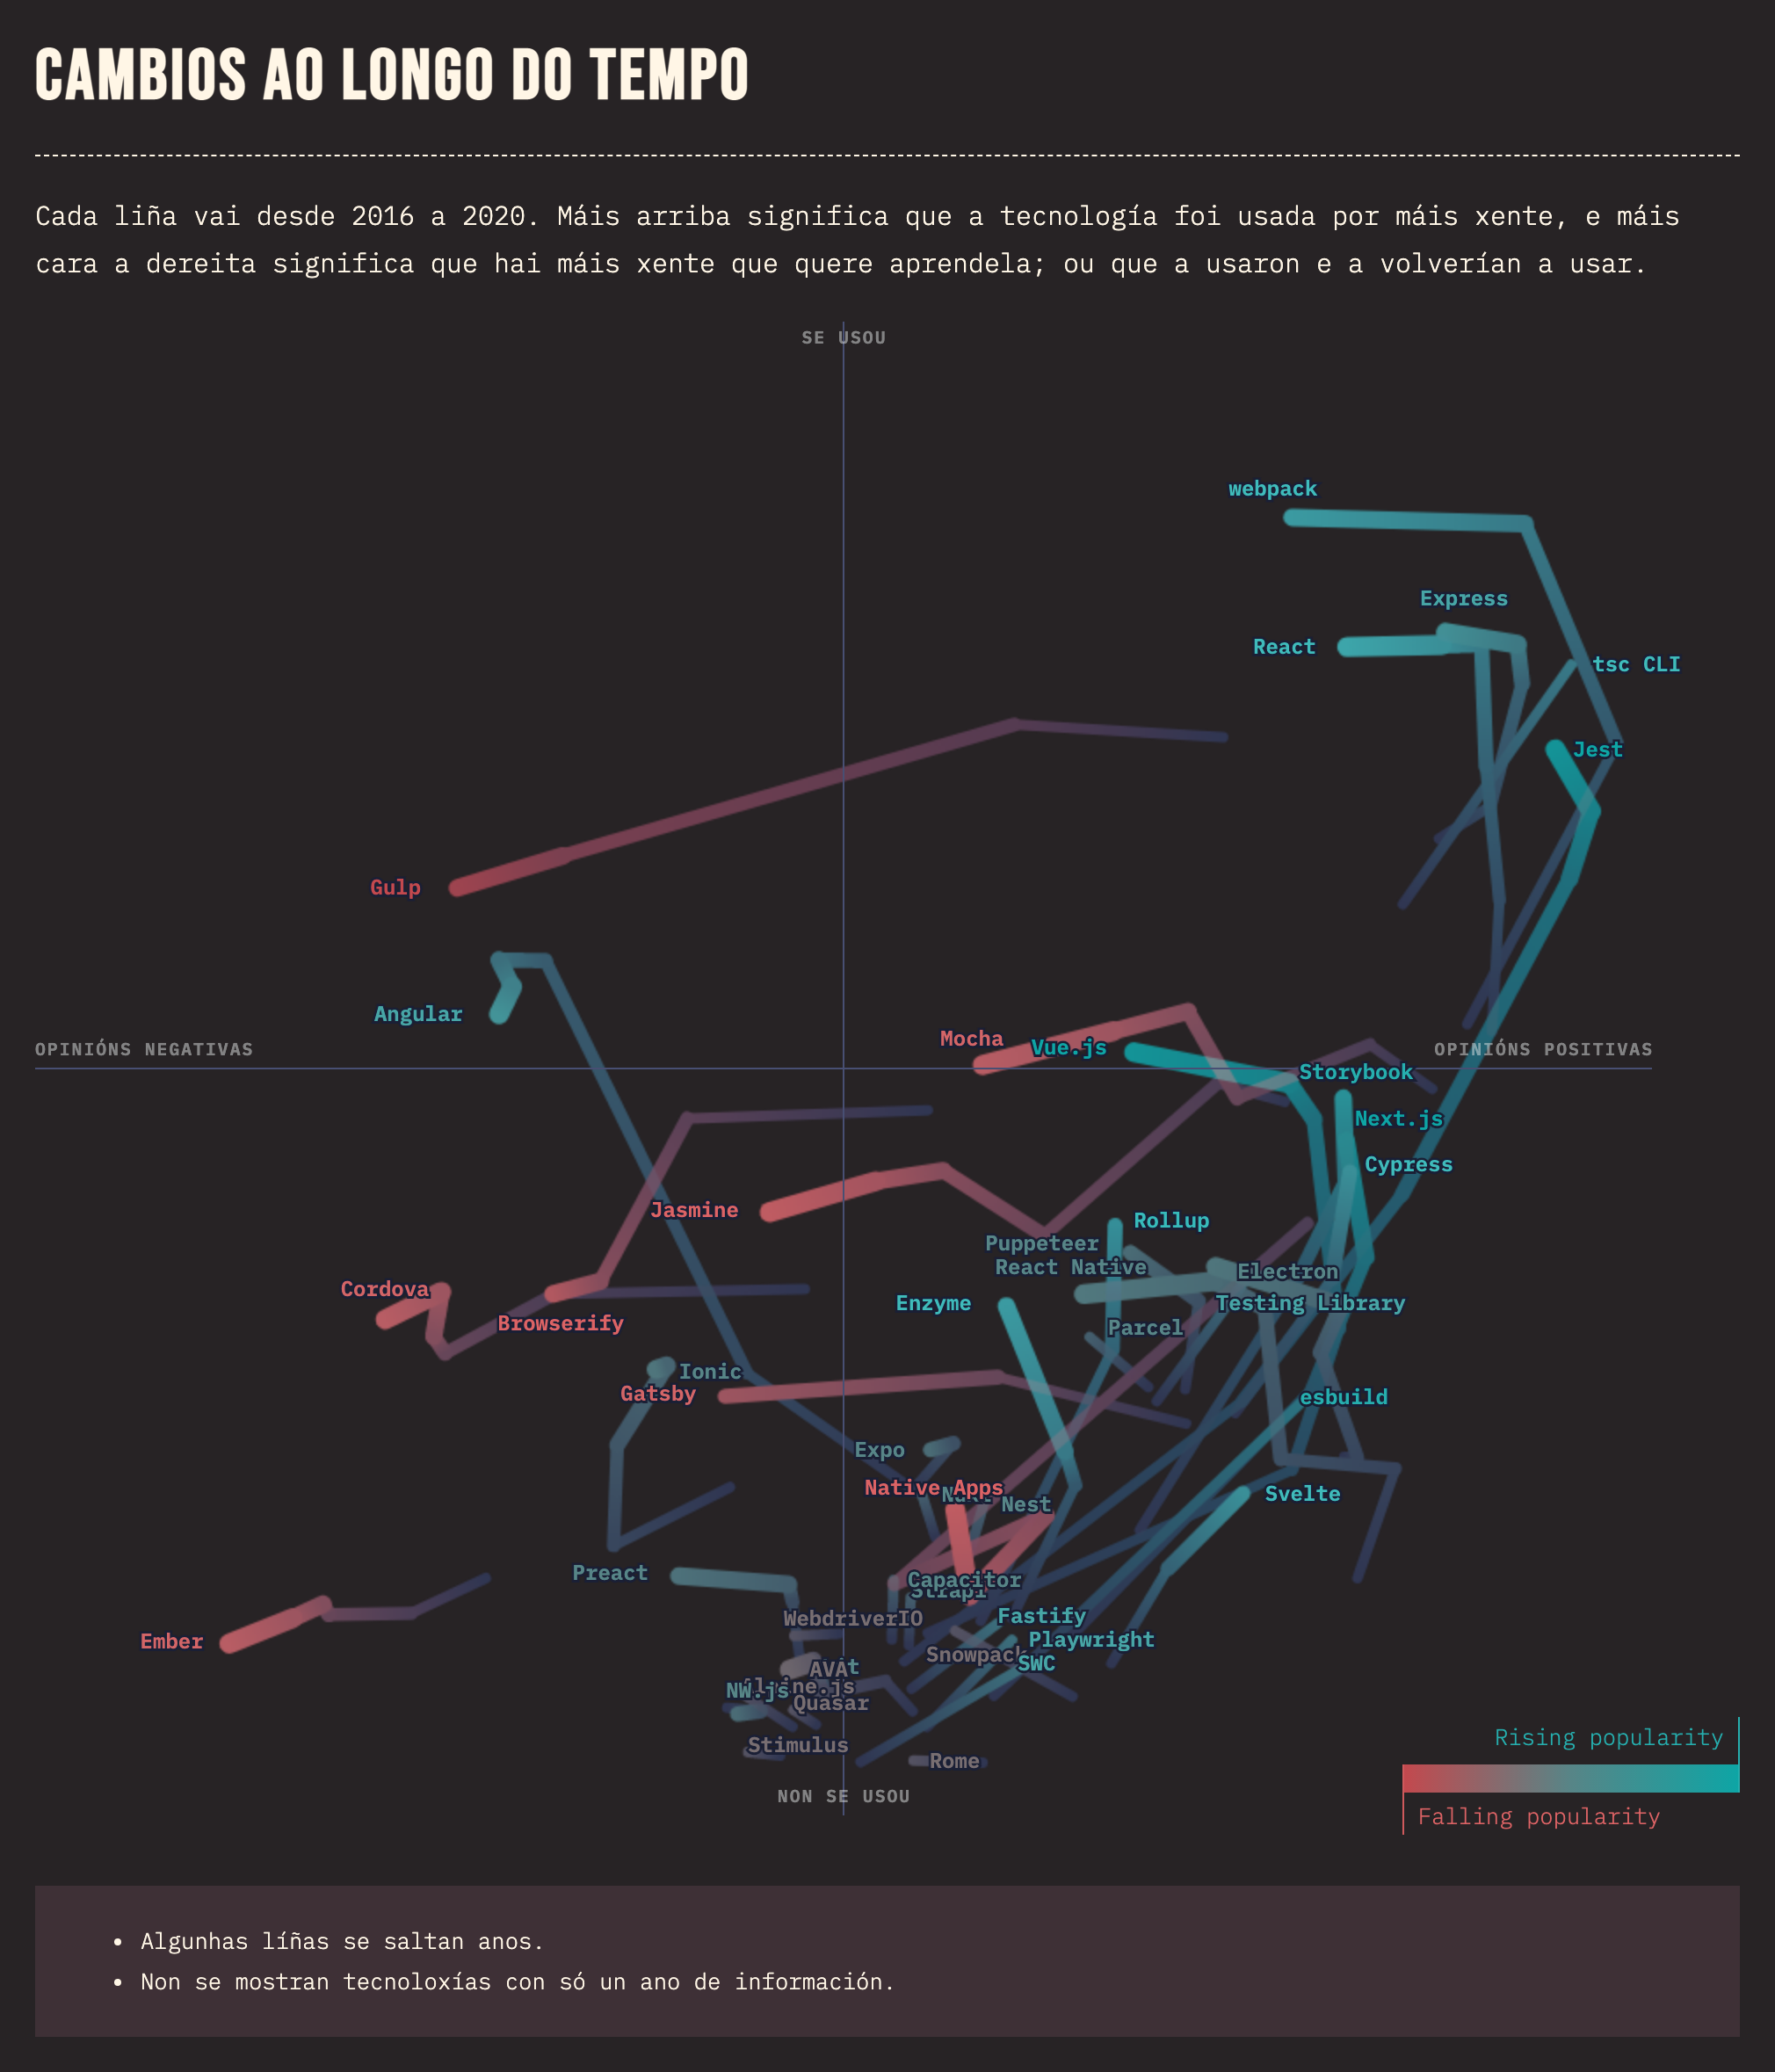 CAMBIOS AO LONGO DO TEMPO
Cada liña vai desde 2016 a 2020. Máis arriba significa que a tecnología foi usada por máis xente, e máis
cara a dereita significa que hai máis xente que quere aprendela; ou que a usaron e a volverían a usar.
SE USOU
webpack
Express
React
tsc CLI
Jest
Gulp
Angular
Mocha
Vue.js
OPINIÓNS NEGATIVAS
OPINIÓNS POSITIVAS
Storybook
Next.js
Cypress
Jasmine
Rollup
Puppeteer
React Native
Electron
Cordova
Enzyme
Testing Library
Browserify
Parcel
Ionic
Gatsby
esbuild
Expo
Native Apps
Svelte
Nest
Preact
Capacitor
Strapi
WebdriverIO
Fastify
Ember
Playwright
Snowpack
SWC
AVA
NW.js
Quasar
Stimulus
Rome
NON SE USOU
Rising popularity
Falling popularity
• Algunhas líñas se saltan anos.
• Non se mostran tecnoloxías con só un ano de información.